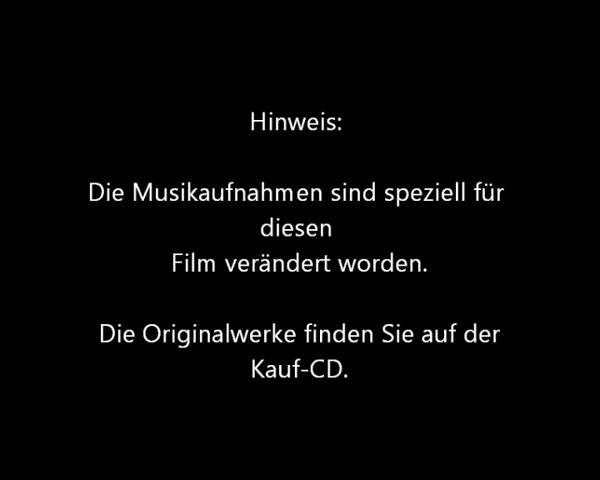 Hinweis:
Die Musikaufnahmen sind speziell für
diesen
Film verändert worden.
Die Originalwerke finden Sie auf der
Kauf-CD.